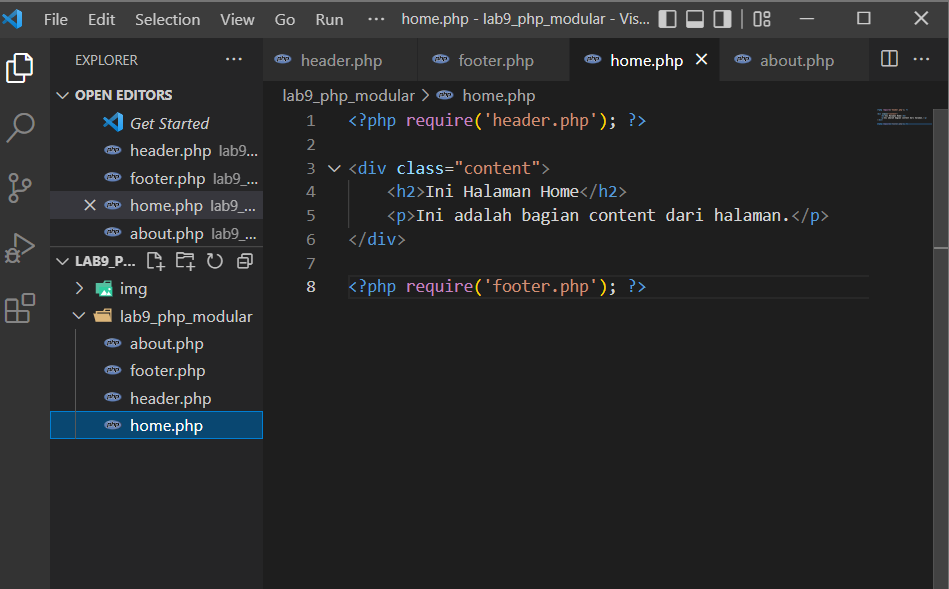 File Edit Selection View Go Run ··· home.php - lab9_php_modular - Vis...
EXPLORER ···
OPEN EDITORS
Get Started
header.php lab9...
footer.php lab9_...
home.php lab9_...
about.php lab9_...
LAB9_P...
img
lab9_php_modular
about.php
footer.php
header.php
home.php
header.php footer.php home.php about.php ···
lab9_php_modular > home.php
1 <?php require('header.php'); ?>
2
3 <div class="content">
4 <h2>Ini Halaman Home</h2>
5 <p>Ini adalah bagian content dari halaman.</p>
6 </div>
7
8 <?php require('footer.php'); ?>